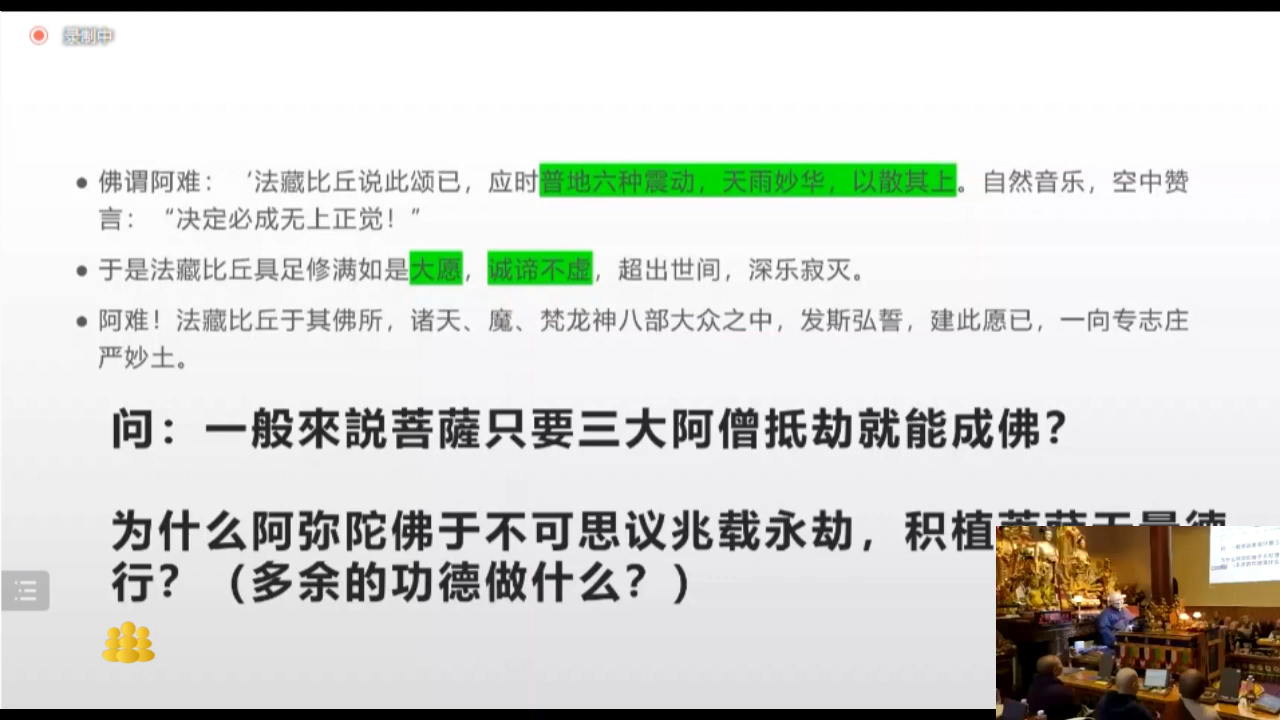 录制中
佛谓阿难：‘法藏比丘说此颂已，应时普地六种震动，天雨妙华，以散其上。自然音乐，空中赞
言：“决定必成无上正觉！”
于是法藏比丘具足修满如是大愿，诚谛不虚，超出世间，深乐寂灭。
阿难！法藏比丘于其佛所，诸天、魔、梵龙神八部大众之中，发斯弘誓，建此愿已，一向专志庄
严妙土。
问：一般來説菩薩只要三大阿僧抵劫就能成佛？
为什么阿弥陀佛于不可思议兆载永劫，积植
行？（多余的功德做什么？）